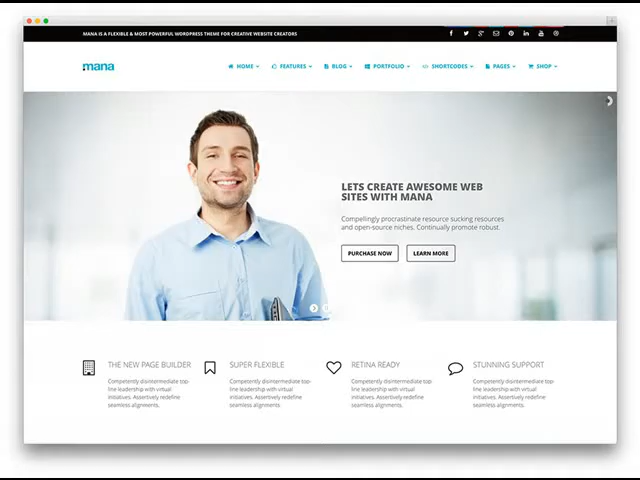 MANA IS A FLEXIBLE & MOST POWERFUL WORDPRESS THEME FOR CREATIVE WEBSITE CREATORS
mana
HOME
FEATURES
BLOG
PORTFOLIO
SHORTCODES
PAGES
SHOP
LETS CREATE AWESOME WEB
SITES WITH MANA
Compellingly procrastinate resource sucking resources
and open-source niches. Continually promote robust.
PURCHASE NOW
LEARN MORE
THE NEW PAGE BUILDER
Competently disintermediate top-
line leadership with virtual
initiatives. Assertively redefine
seamless alignments.
SUPER FLEXIBLE
Competently disintermediate top-
line leadership with virtual
initiatives. Assertively redefine
seamless alignments.
RETINA READY
Competently disintermediate top-
line leadership with virtual
initiatives. Assertively redefine
seamless alignments.
STUNNING SUPPORT
Competently disintermediate top-
line leadership with virtual
initiatives. Assertively redefine
seamless alignments.